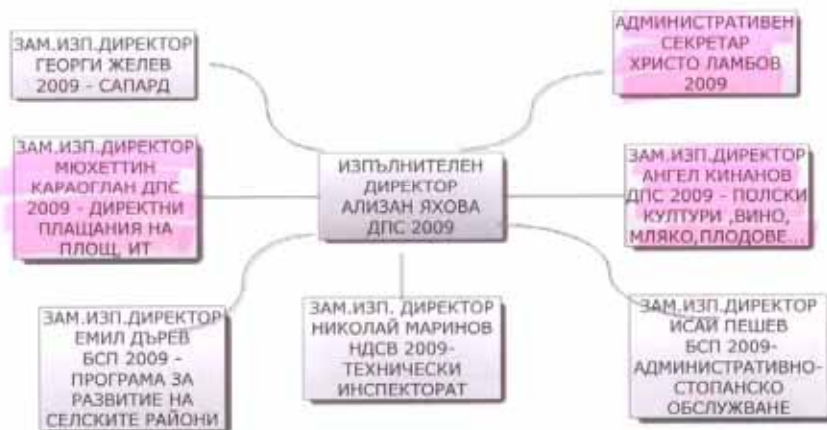 ЗАМ.ИЗП.ДИРЕКТОР
ГЕОРГИ ЖЕЛЕВ
2009 - САПАРД
АДМИНИСТРАТИВЕН
СЕКРЕТАР
ХРИСТО ЛАМБОВ
2009
ЗАМ.ИЗП.ДИРЕКТОР
МЮХЕТТИН
КАРАОГЛАН ДПС
2009 - ДИРЕКТНИ
ПЛАЩАНИЯ НА
ПЛОЩ, ИТ
ИЗПЪЛНИТЕЛЕН
ДИРЕКТОР
АЛИЗАН ЯХОВА
ДПС 2009
ЗАМ.ИЗП.ДИРЕКТОР
АНГЕЛ КИНАНОВ
ДПС 2009 - ПОЛСКИ
КУЛТУРИ ,ВИНО,
МЛЯКО,ПЛОДОВЕ...
ЗАМ.ИЗП.ДИРЕКТОР
ЕМИЛ ДЪРЕВ
БСП 2009 -
ПРОГРАМА ЗА
РАЗВИТИЕ НА
СЕЛСКИТЕ РАЙОНИ
ЗАМ.ИЗП. ДИРЕКТОР
НИКОЛАЙ МАРИНОВ
НДСВ 2009-
ТЕХНИЧЕСКИ
ИНСПЕКТОРАТ
ЗАМ.ИЗП.ДИРЕКТОР
ИСАЙ ПЕШЕВ
БСП 2009-
АДМИНИСТРАТИВНО-
СТОПАНСКО
ОБСЛУЖВАНЕ